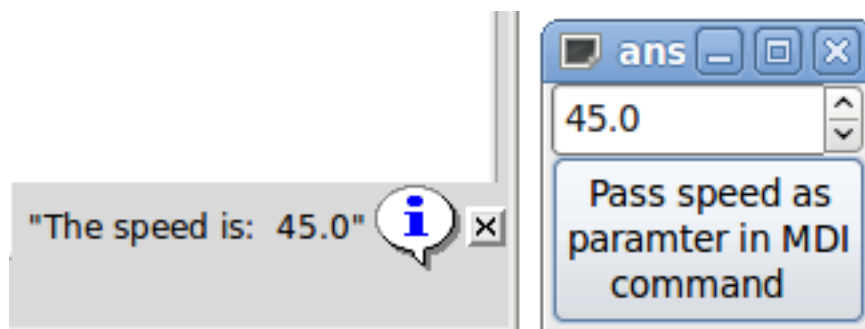 "The speed is:  45.0"
ans
45.0
Pass speed as
paramter in MDI
command